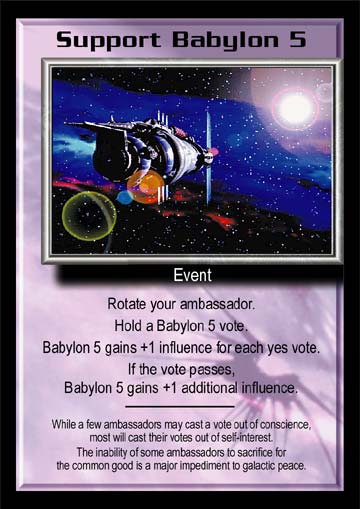 Support Babylon 5
Event
Rotate your ambassador.
Hold a Babylon 5 vote.
Babylon 5 gains +1 influence for each yes vote.
If the vote passes,
Babylon 5 gains +1 additional influence.
While a few ambassadors may cast a vote out of conscience,
most will cast their votes out of self-interest.
The inability of some ambassadors to sacrifice for
the common good is a major impediment to galactic peace.